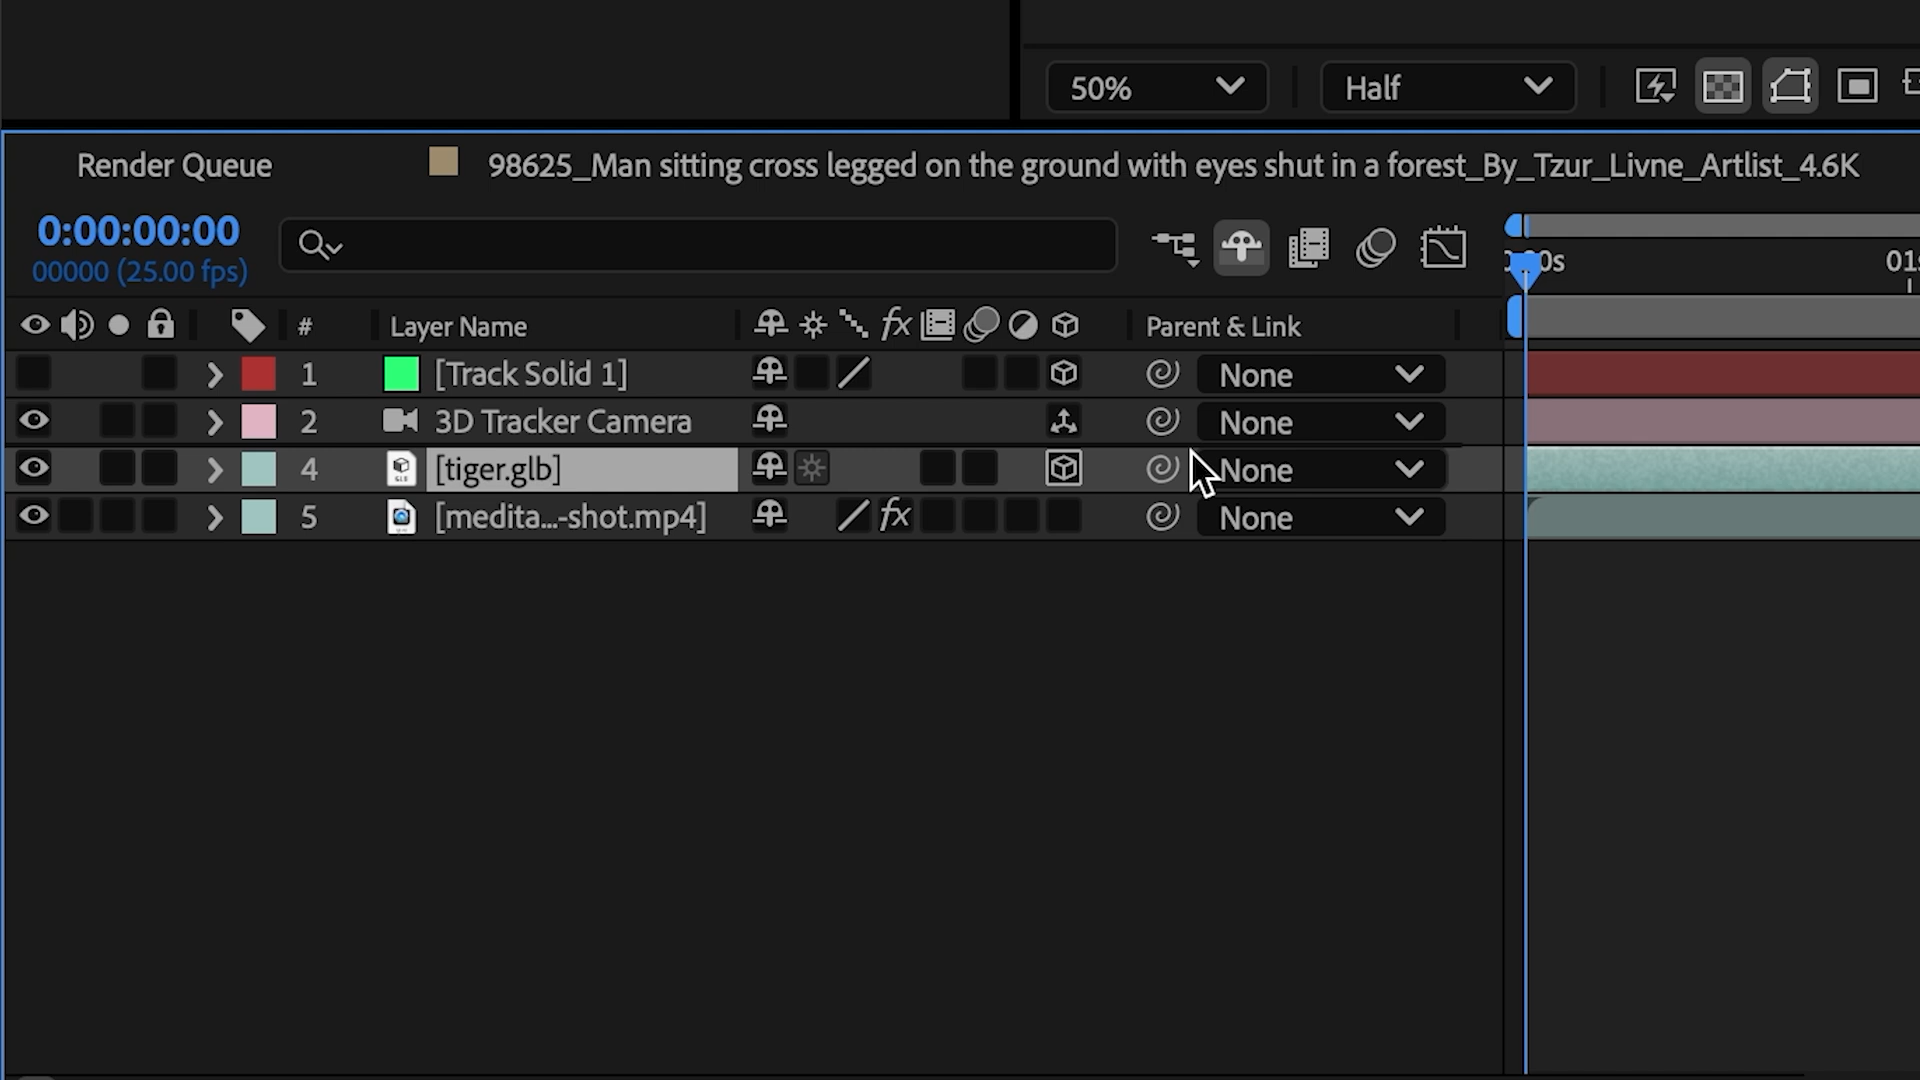 50% Half
Render Queue 98625_Man sitting cross legged on the ground with eyes shut in a forest_By_Tzur_Livne_Artlist_4.6K
0:00:00:00
00000 (25.00 fps)
# Layer Name fx Parent & Link
1 [Track Solid 1] None
2 3D Tracker Camera None
4 [tiger.glb] None
5 [medita...-shot.mp4] fx None